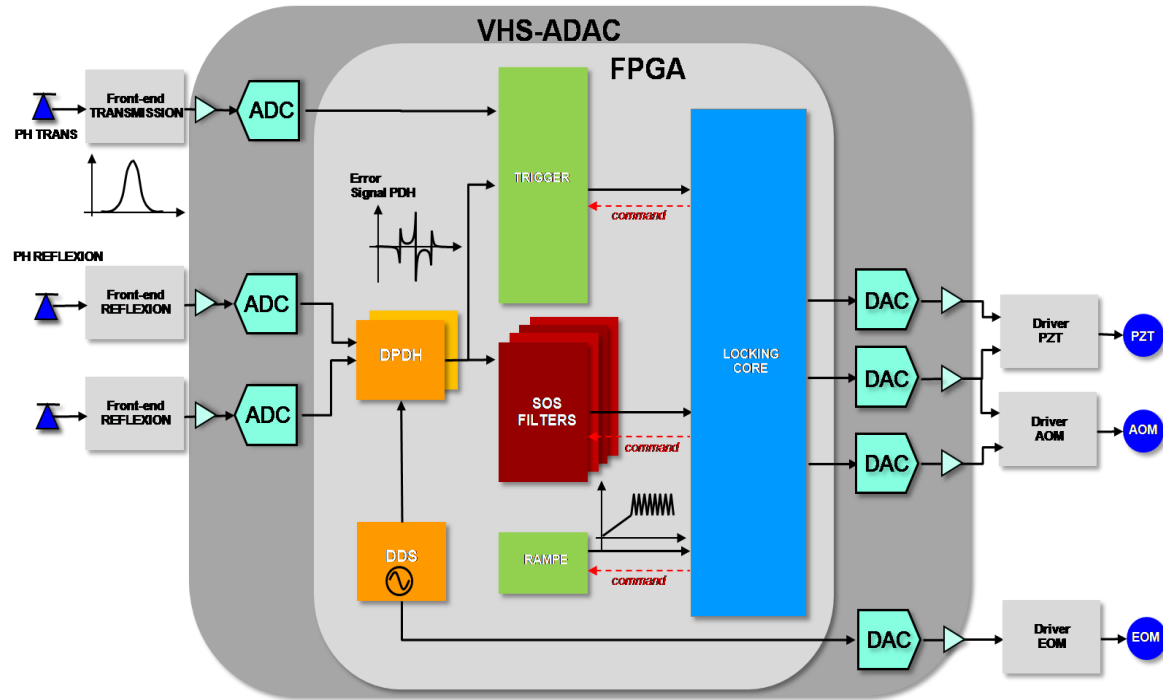 VHS-ADAC
FPGA
Front-end
TRANSMISSION
ADC
PH TRANS
TRIGGER
Error
Signal PDH
command
PH REFLEXION
Front-end
REFLEXION
ADC
DPDH
LOCKING
CORE
DAC
Driver
PZT
PZT
Front-end
REFLEXION
ADC
SOS
FILTERS
command
DAC
Driver
AOM
AOM
DAC
DDS
RAMPE
command
DAC
Driver
EOM
EOM